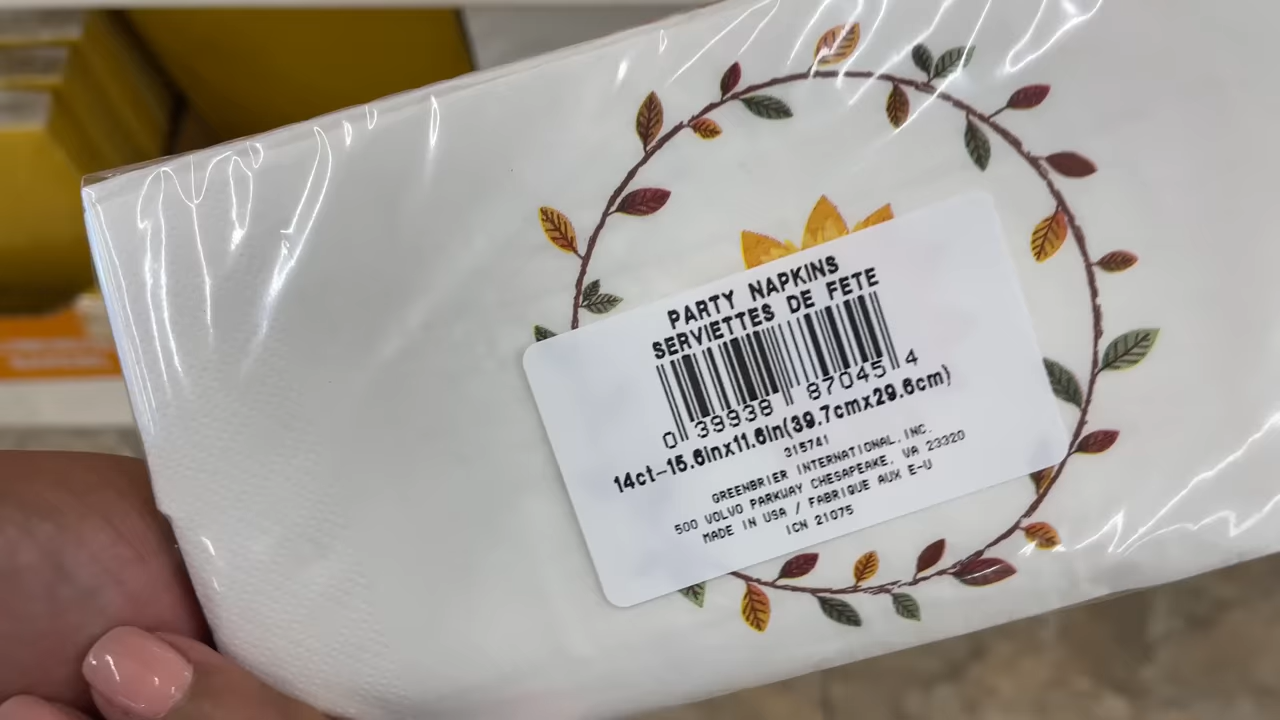 PARTY NAPKINS
SERVIETTES DE FETE
0 39938 87045 4
14ct-15.6inx11.6in(39.7cmx29.6cm)
315741
GREENBRIER INTERNATIONAL, INC.
500 VOLVO PARKWAY CHESAPEAKE, VA 23320
MADE IN USA / FABRIQUE AUX E-U
ICN 21075